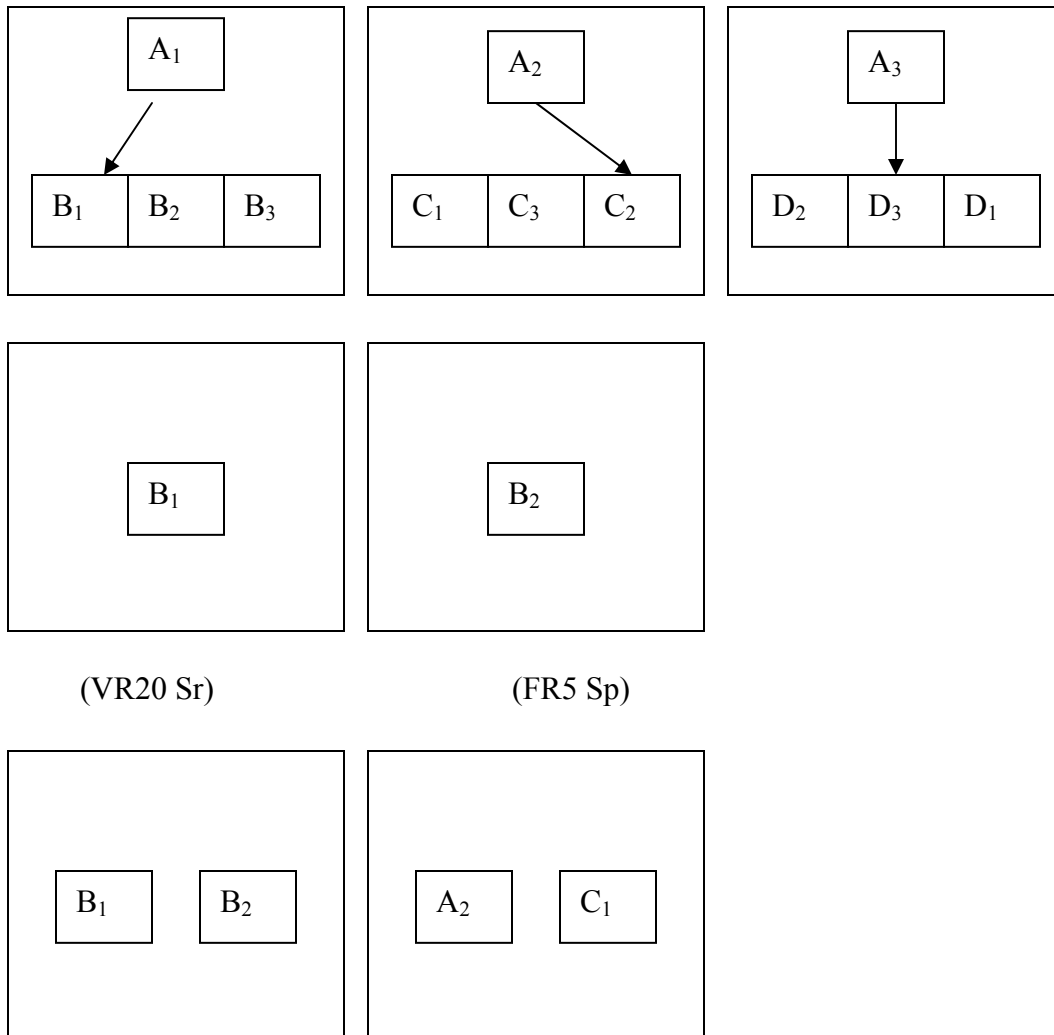 A₁ A₂ A₃
B₁ B₂ B₃ C₁ C₃ C₂ D₂ D₃ D₁
B₁ B₂
(VR20 Sr) (FR5 Sp)
B₁ B₂ A₂ C₁